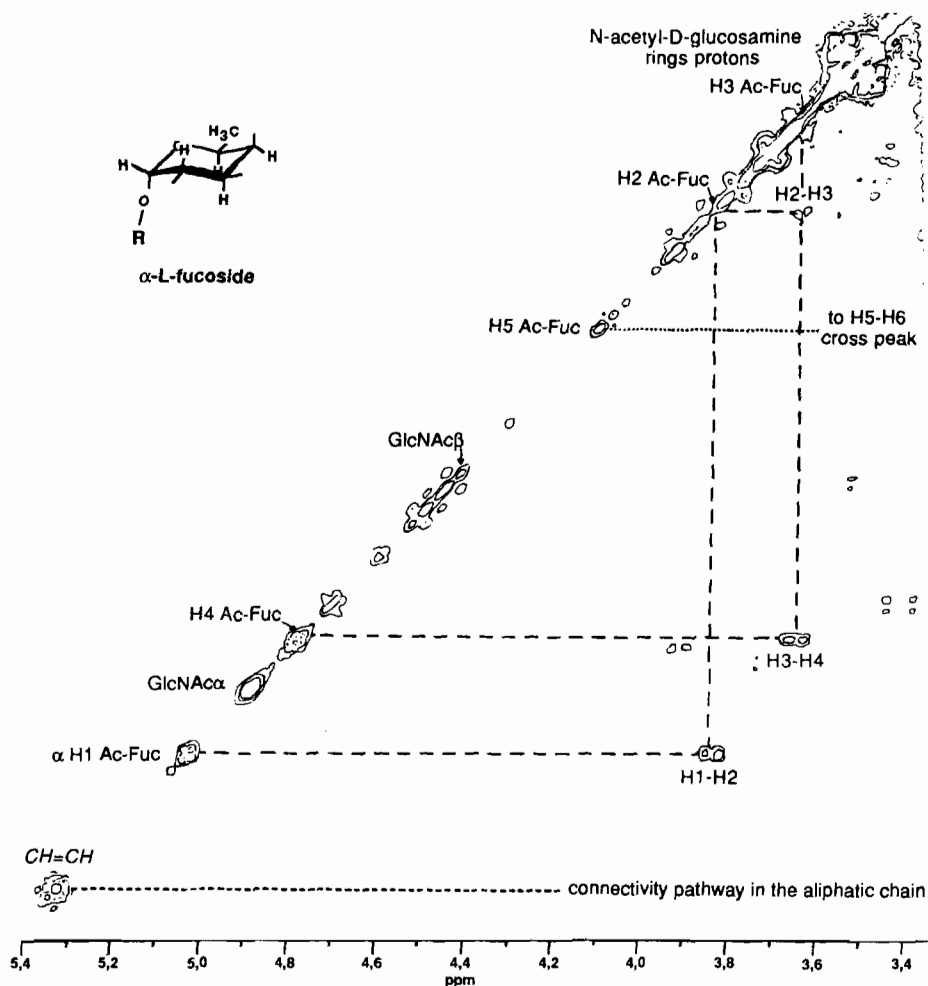 N-acetyl-D-glucosamine
rings protons
H3 Ac-Fuc
H3C
H
H
H
H
H
O
R
α-L-fucoside
H2 Ac-Fuc
H2-H3
H5 Ac-Fuc
to H5-H6
cross peak
GlcNAcβ
H4 Ac-Fuc
H3-H4
GlcNAcα
α H1 Ac-Fuc
H1-H2
CH=CH
connectivity pathway in the aliphatic chain
5,4 5,2 5,0 4,8 4,6 4,4 4,2 4,0 3,8 3,6 3,4
ppm